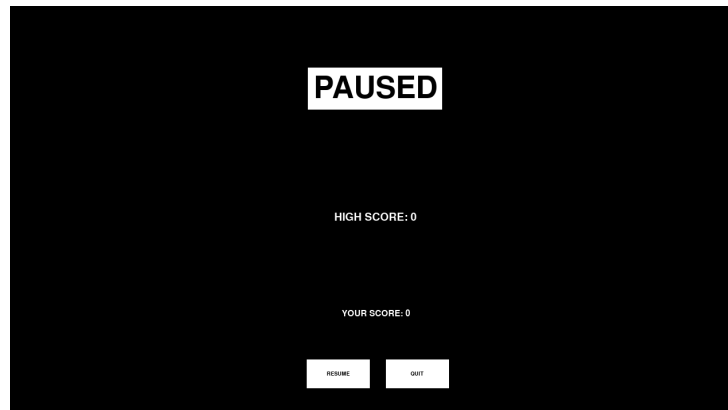 PAUSED
HIGH SCORE: 0
YOUR SCORE: 0
RESUME QUIT